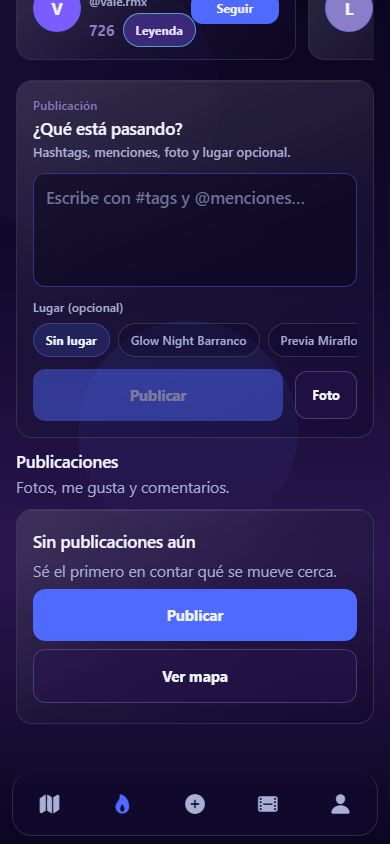 V
@vale.rmx
726
Leyenda
Seguir
L
Publicación
¿Qué está pasando?
Hashtags, menciones, foto y lugar opcional.
Escribe con #tags y @menciones...
Lugar (opcional)
Sin lugar
Glow Night Barranco
Previa Miraflo
Publicar
Foto
Publicaciones
Fotos, me gusta y comentarios.
Sin publicaciones aún
Sé el primero en contar qué se mueve cerca.
Publicar
Ver mapa